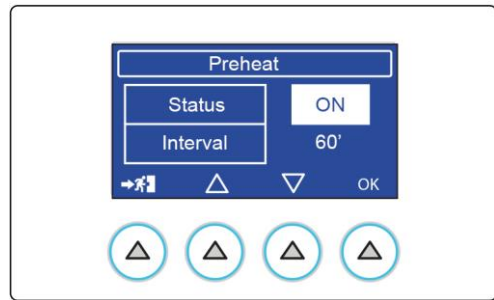 Preheat
Status ON
Interval 60’
OK